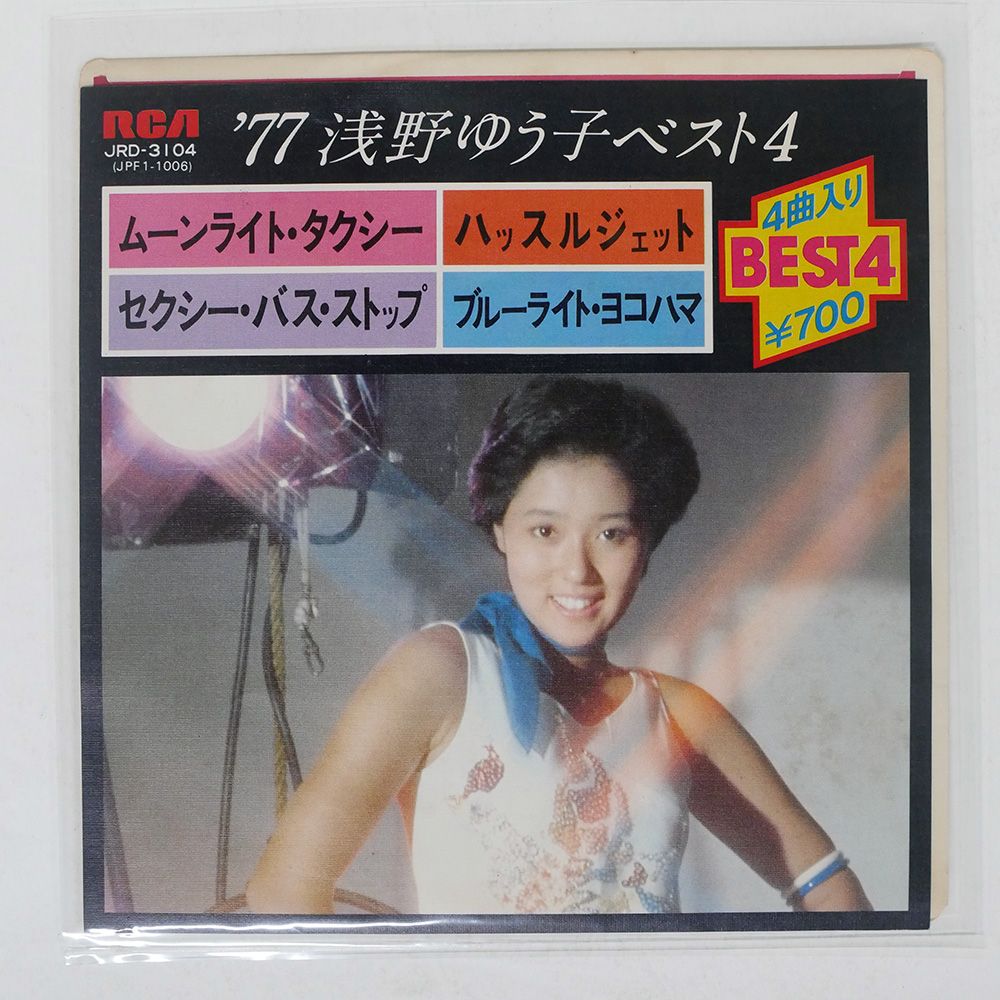 RCA
JRD-3104
(JPF1-1006)
'77 浅野ゆう子ベスト4
ムーンライト・タクシー
ハッスルジェット
セクシー・バス・ストップ
ブルーライト・ヨコハマ
4曲入り
BEST4
¥700